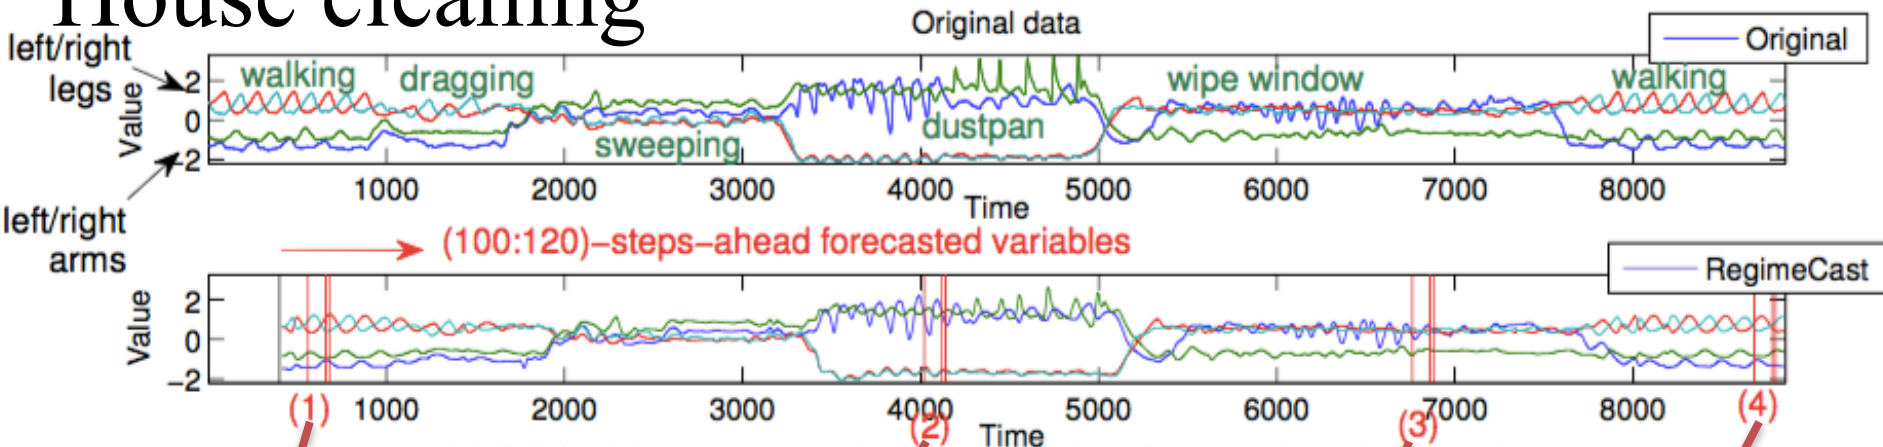 House cleaning
Original data
Original
left/right
legs
walking
dragging
sweeping
dustpan
wipe window
walking
Value
2
0
-2
1000 2000 3000 4000 5000 6000 7000 8000
Time
left/right
arms
(100:120)-steps-ahead forecasted variables
RegimeCast
Value
2
0
-2
(1) 1000 2000 3000 4000 5000 6000 7000 8000
(2) (3) (4)
Time